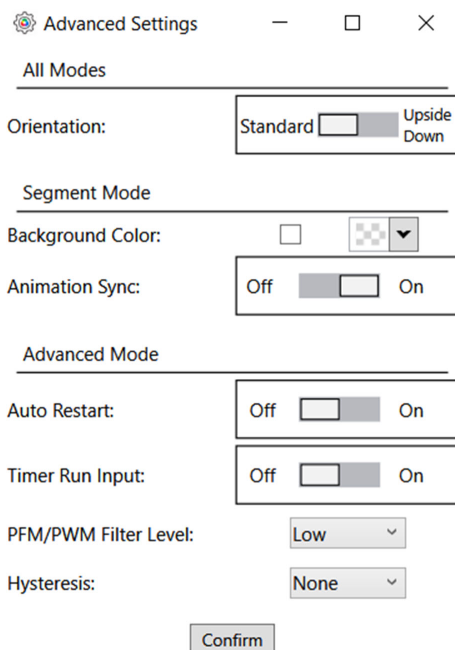 Advanced Settings
All Modes
Orientation: Standard Upside Down
Segment Mode
Background Color:
Animation Sync: Off On
Advanced Mode
Auto Restart: Off On
Timer Run Input: Off On
PFM/PWM Filter Level: Low
Hysteresis: None
Confirm